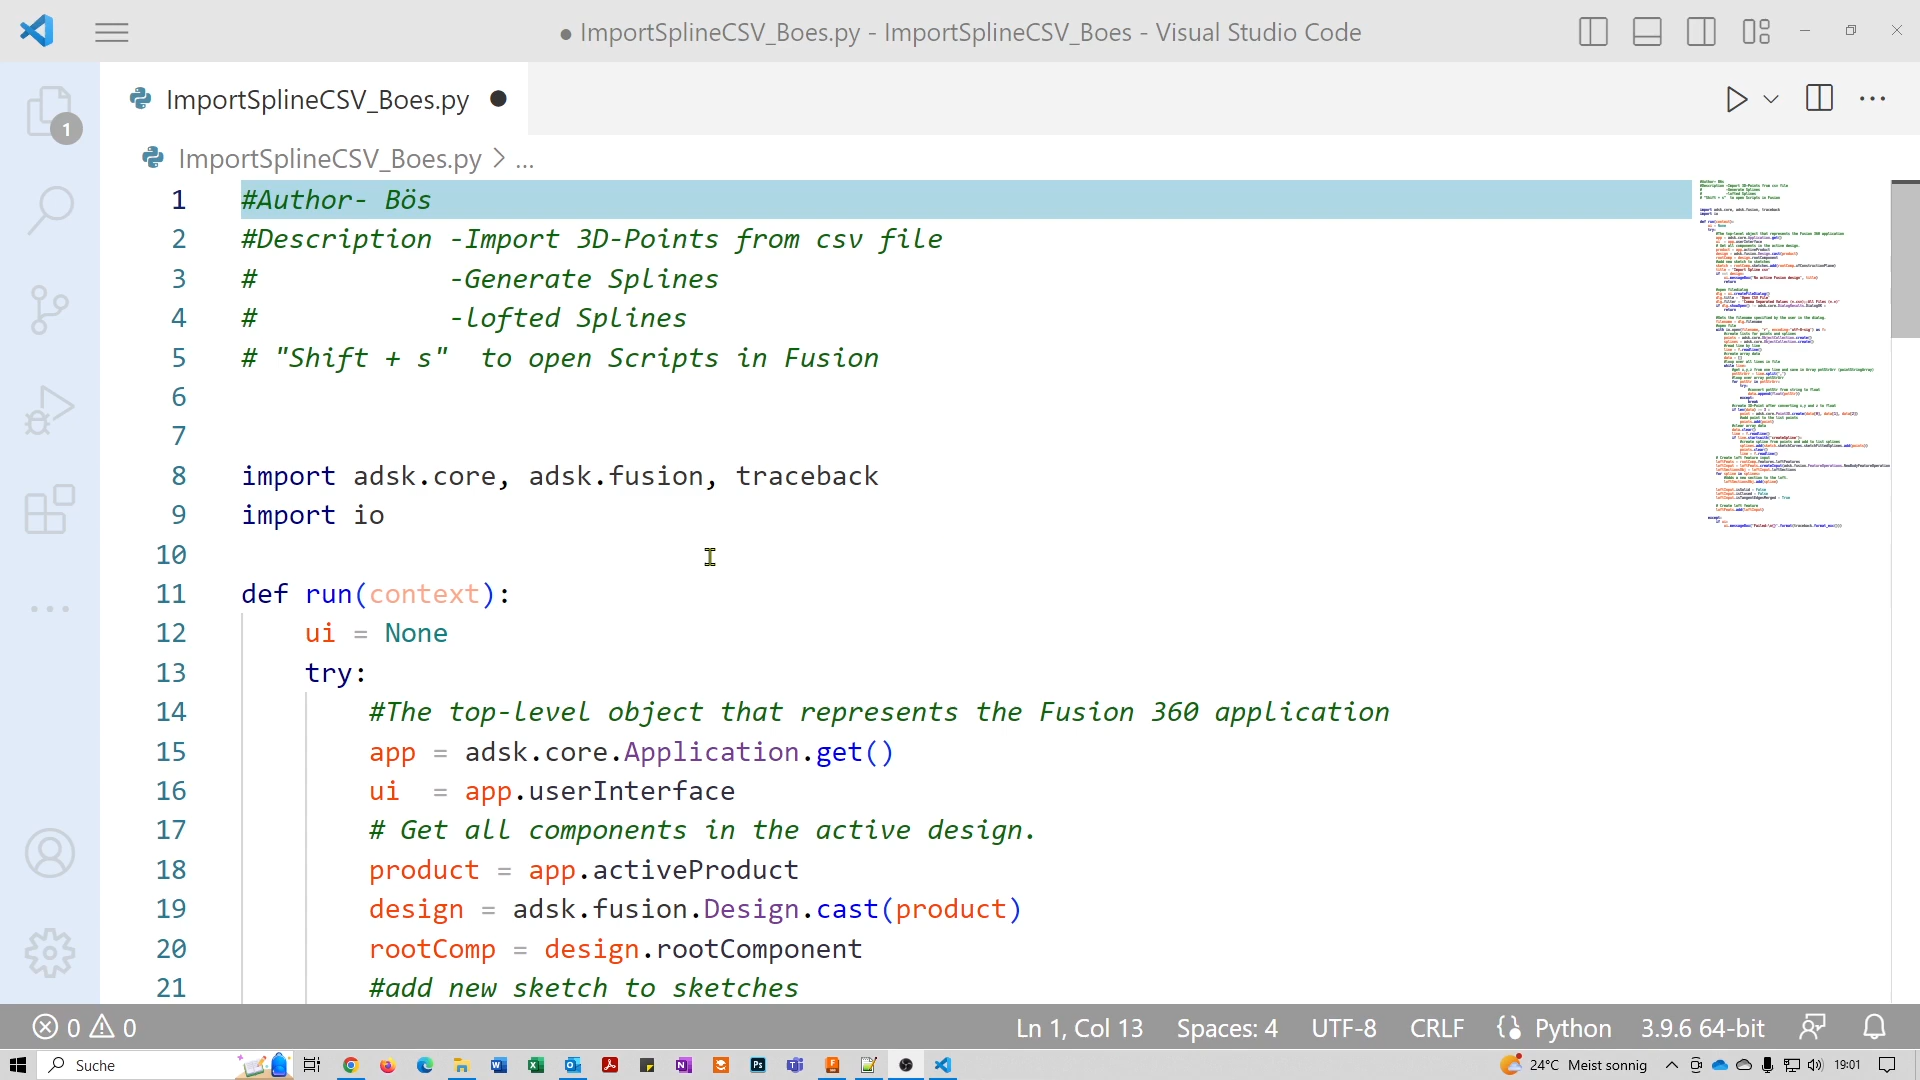 ● ImportSplineCSV_Boes.py - ImportSplineCSV_Boes - Visual Studio Code
1
ImportSplineCSV_Boes.py ●
ImportSplineCSV_Boes.py > ...
1 #Author- Bös
2 #Description -Import 3D-Points from csv file
3 #            -Generate Splines
4 #            -lofted Splines
5 # "Shift + s"  to open Scripts in Fusion
6
7
8 import adsk.core, adsk.fusion, traceback
9 import io
10
11 def run(context):
12     ui = None
13     try:
14         #The top-level object that represents the Fusion 360 application
15         app = adsk.core.Application.get()
16         ui  = app.userInterface
17         # Get all components in the active design.
18         product = app.activeProduct
19         design = adsk.fusion.Design.cast(product)
20         rootComp = design.rootComponent
21         #add new sketch to sketches
0 0 Ln 1, Col 13 Spaces: 4 UTF-8 CRLF Python 3.9.6 64-bit
Suche 24°C Meist sonnig 19:01